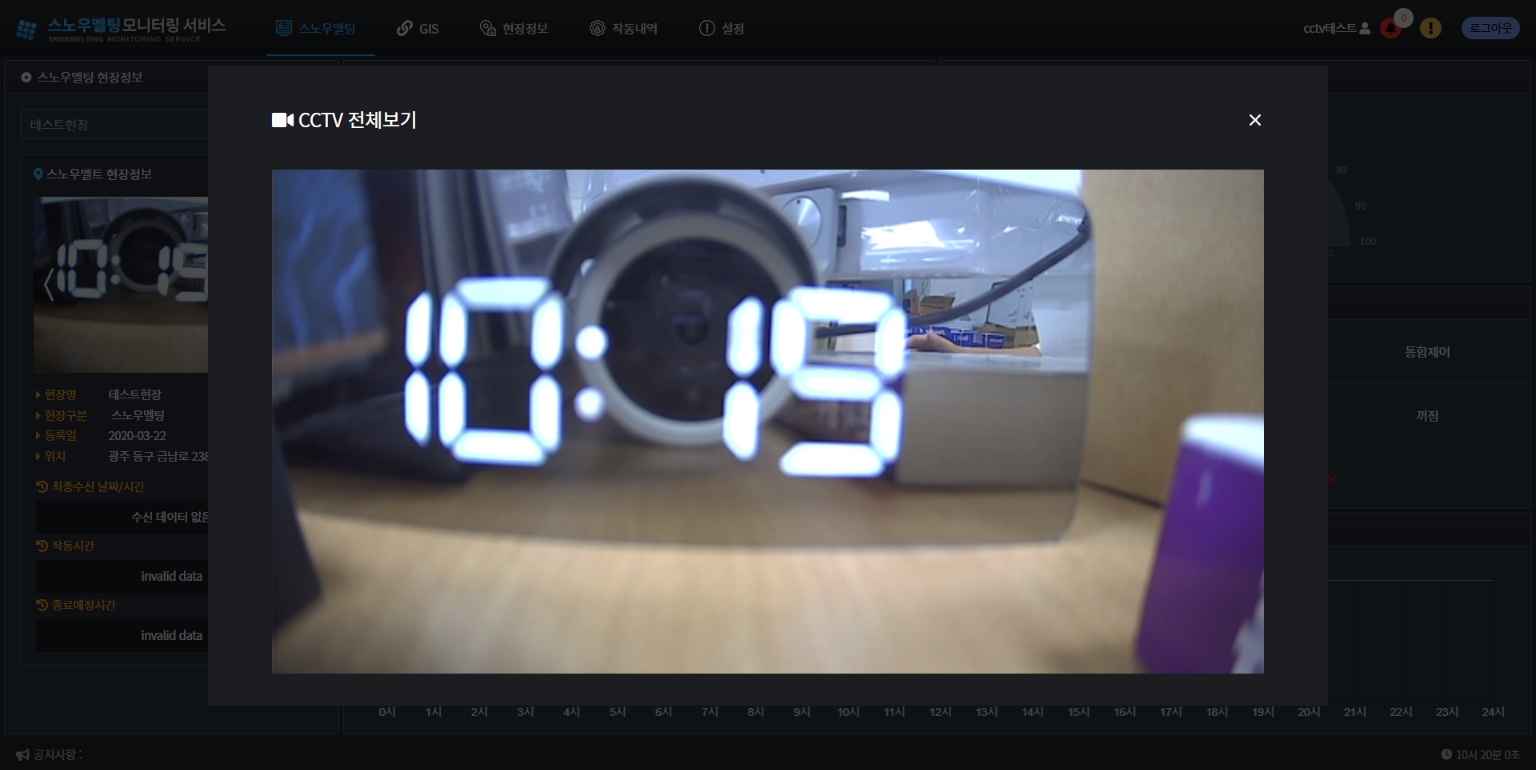 스노우멜팅모니터링 서비스
SNOWMELTING MONITORING SERVICE
스노우멜팅
GIS
현장정보
작동내역
설정
cctv테스트
0
로그아웃
스노우멜팅 현장정보
테스트현장
스노우멜트 현장정보
10:15
현장명 테스트현장
현장구분 스노우멜팅
등록일 2020-03-22
위치 광주 동구 금남로 238
최종수신 날짜/시간
수신 데이터 없음
작동시간
invalid data
종료예정시간
invalid data
CCTV 전체보기
×
10:19
80
90
100
통합제어
꺼짐
0시 1시 2시 3시 4시 5시 6시 7시 8시 9시 10시 11시 12시 13시 14시 15시 16시 17시 18시 19시 20시 21시 22시 23시 24시
공지사항 :
10시 20분 0초